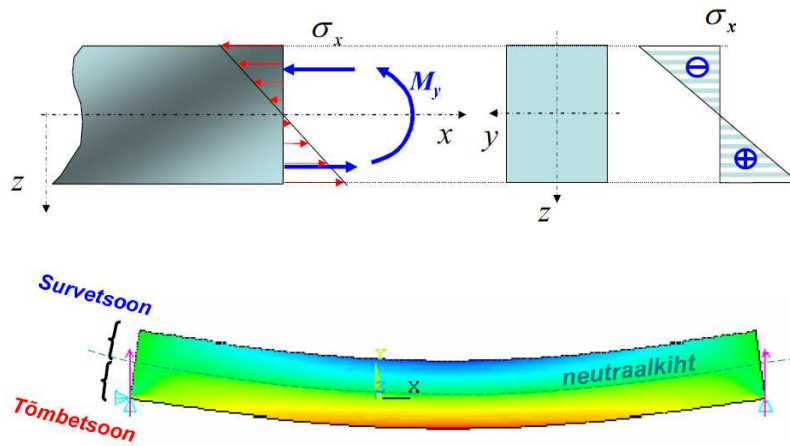 σx
σx
My
x
y
z
z
⊖
⊕
Survetsoon
Y
Z
X
neutraalkiht
Tõmbetsoon